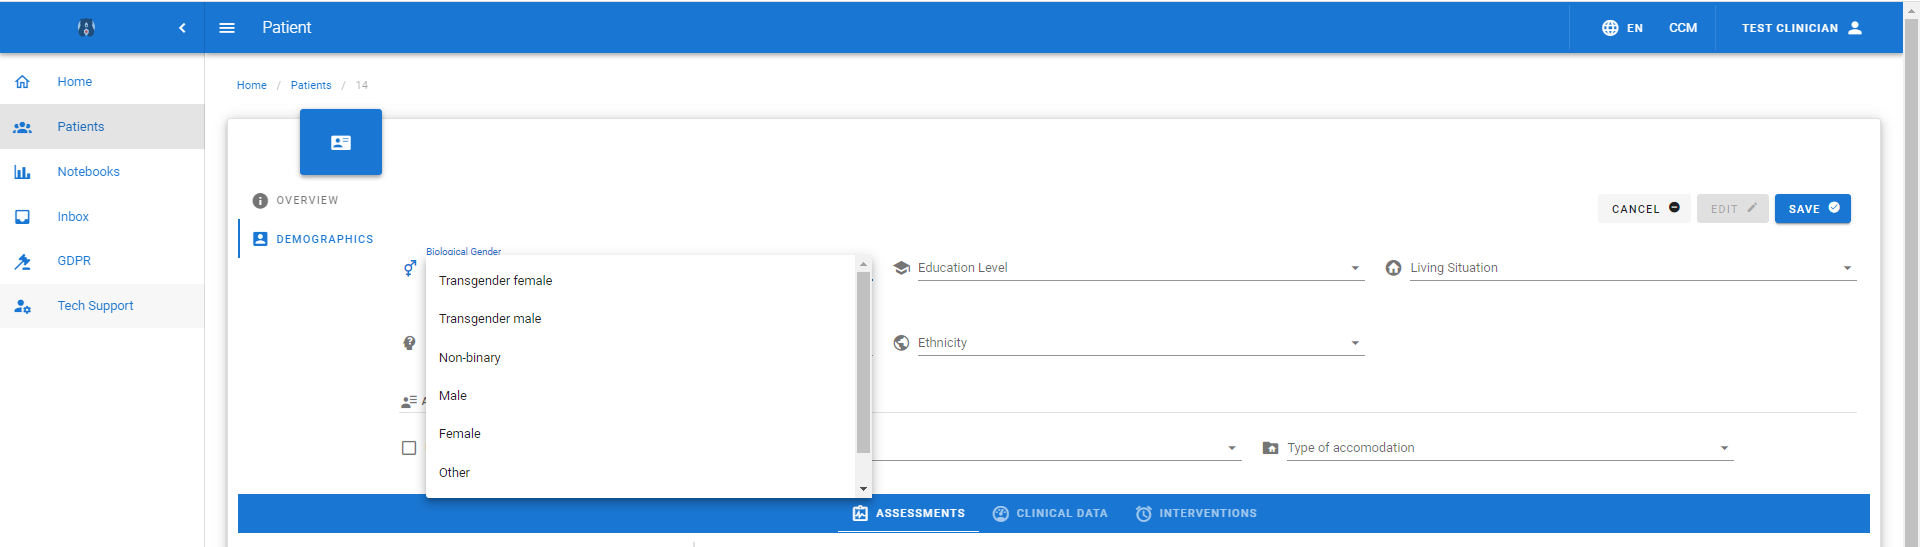 Patient
EN
CCM
TEST CLINICIAN
Home
Patients
Notebooks
Inbox
GDPR
Tech Support
Home / Patients / 14
OVERVIEW
DEMOGRAPHICS
CANCEL
EDIT
SAVE
Biological Gender
Transgender female
Transgender male
Non-binary
Male
Female
Other
Education Level
Living Situation
Ethnicity
Type of accomodation
ASSESSMENTS
CLINICAL DATA
INTERVENTIONS